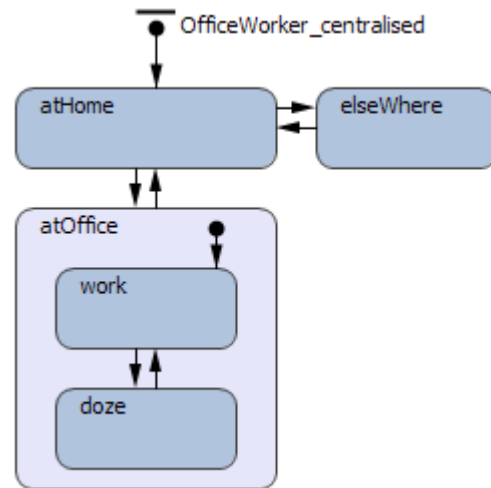 OfficeWorker_centralised
atHome
elseWhere
atOffice
work
doze